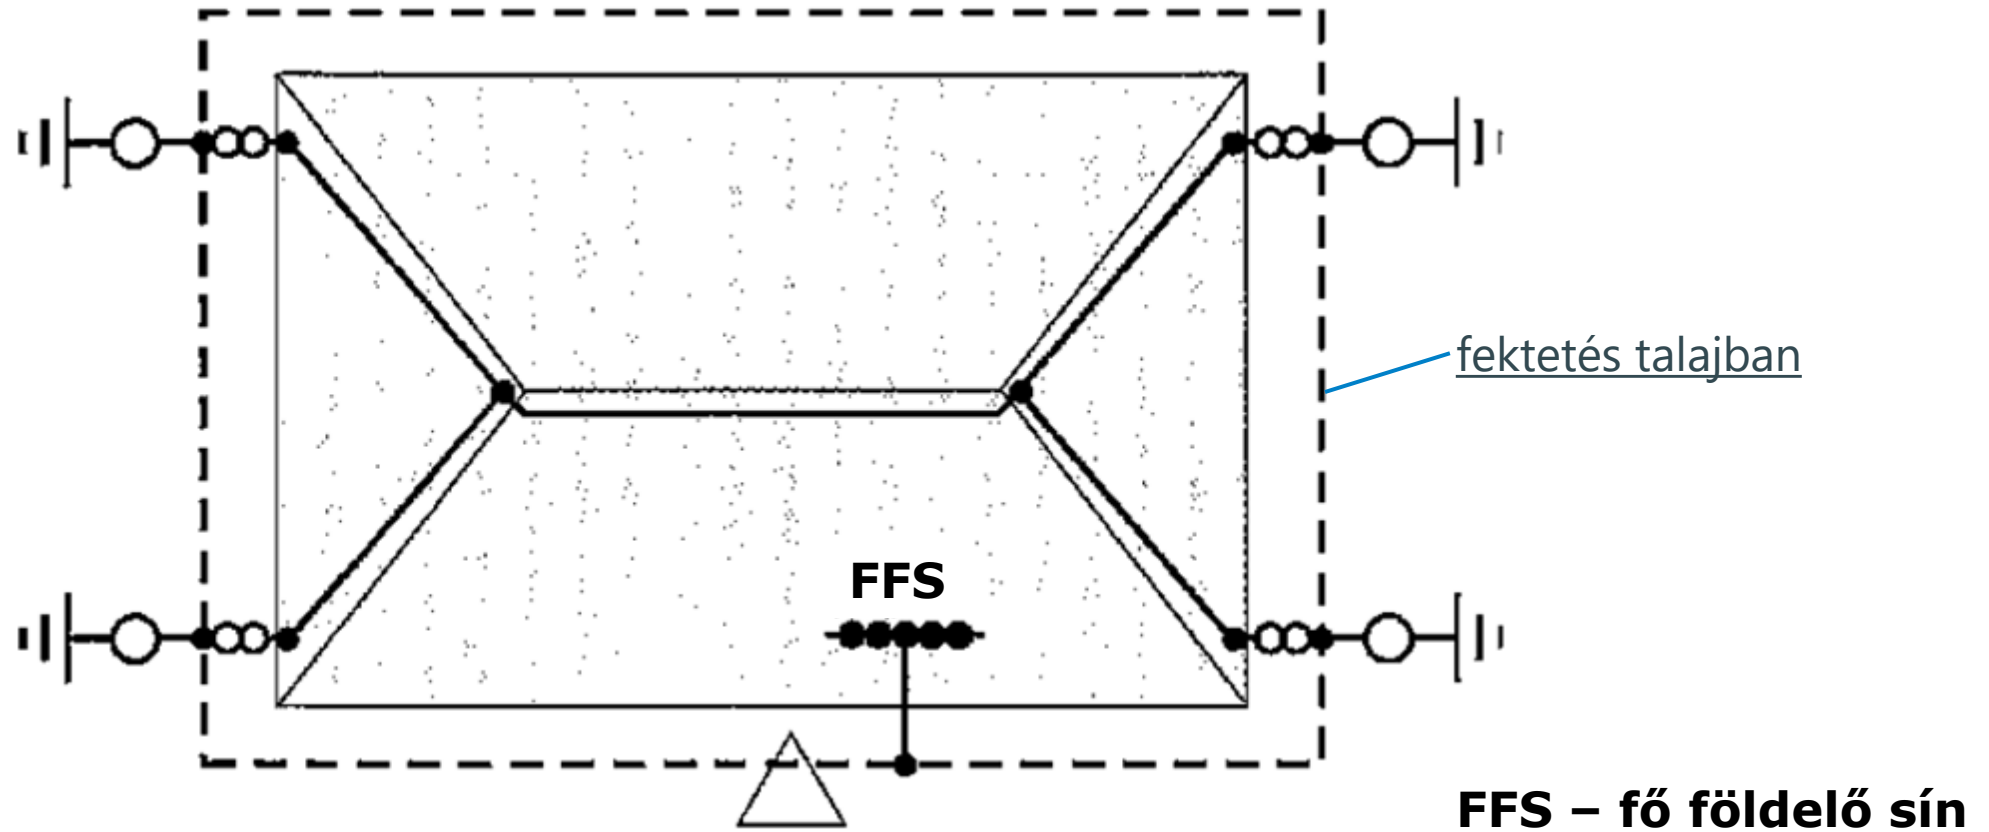 fektetés talajban
FFS
FFS – fő földelő sín